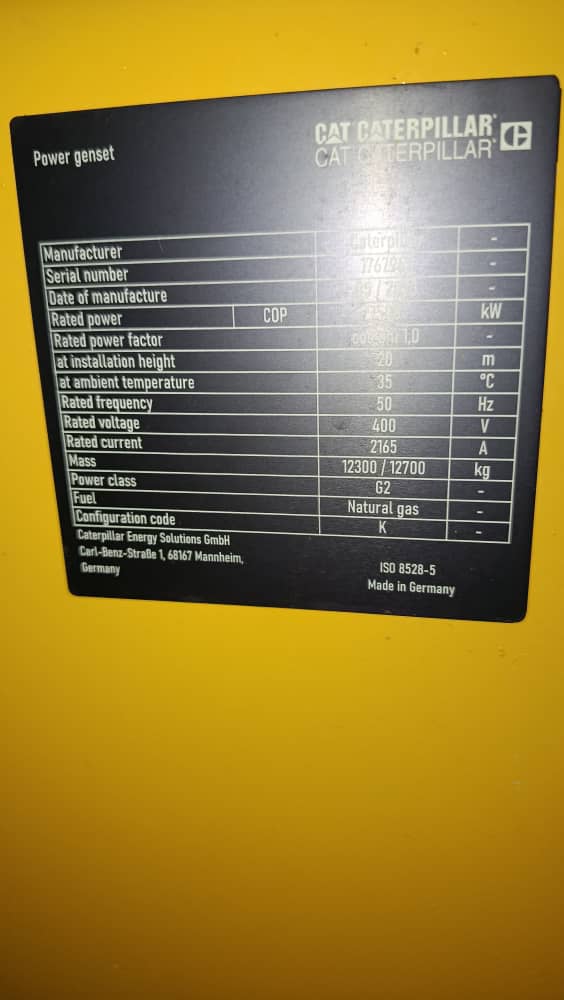 Power genset
CAT CATERPILLAR
CAT CATERPILLAR
Manufacturer -
Serial number -
Date of manufacture -
Rated power COP kW
Rated power factor 1,0 -
at installation height 20 m
at ambient temperature 35 °C
Rated frequency 50 Hz
Rated voltage 400 V
Rated current 2165 A
Mass 12300 / 12700 kg
Power class G2 -
Fuel Natural gas -
Configuration code K -
Caterpillar Energy Solutions GmbH
Carl-Benz-Straße 1, 68167 Mannheim,
Germany
ISO 8528-5
Made in Germany